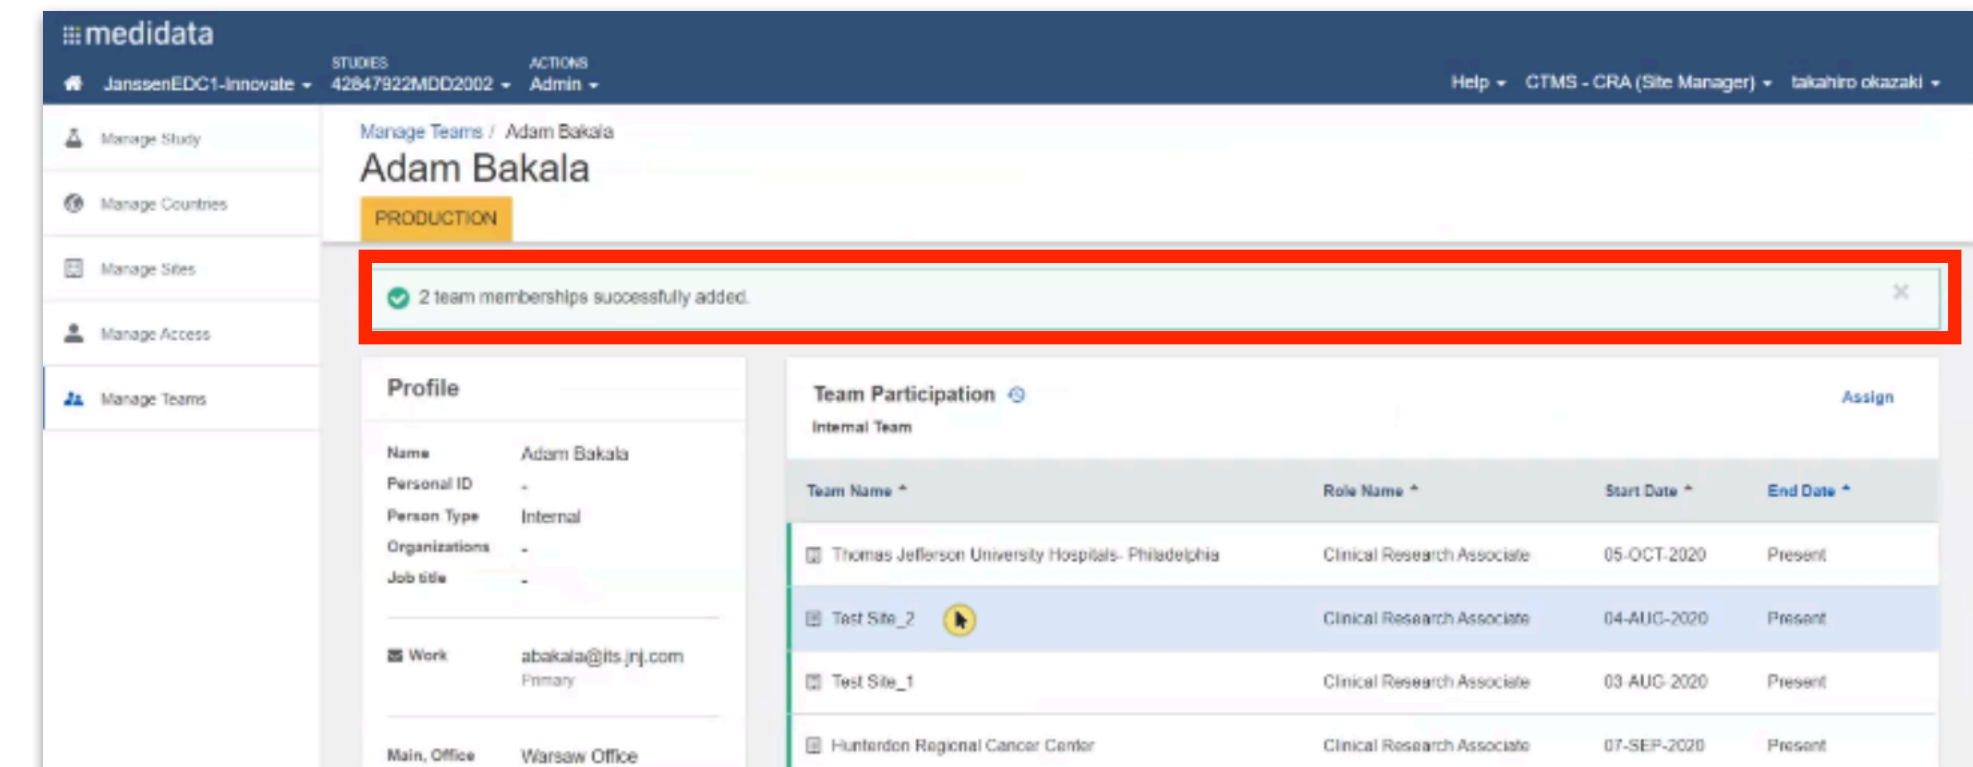 medidata
STUDIES
ACTIONS
JanssenEDC1-Innovate
42847922MDD2002
Admin
Help
CTMS - CRA (Site Manager)
takahiro okazaki
Manage Study
Manage Countries
Manage Sites
Manage Access
Manage Teams
Manage Teams / Adam Bakala
Adam Bakala
PRODUCTION
2 team memberships successfully added.
Profile
Name Adam Bakala
Personal ID -
Person Type Internal
Organizations -
Job title -
Work abakala@its.jnj.com
Primary
Main, Office Warsaw Office
Team Participation
Assign
Internal Team
Team Name Role Name Start Date End Date
Thomas Jefferson University Hospitals- Philadelphia Clinical Research Associate 05-OCT-2020 Present
Test Site_2 Clinical Research Associate 04-AUG-2020 Present
Test Site_1 Clinical Research Associate 03-AUG-2020 Present
Hunterdon Regional Cancer Center Clinical Research Associate 07-SEP-2020 Present